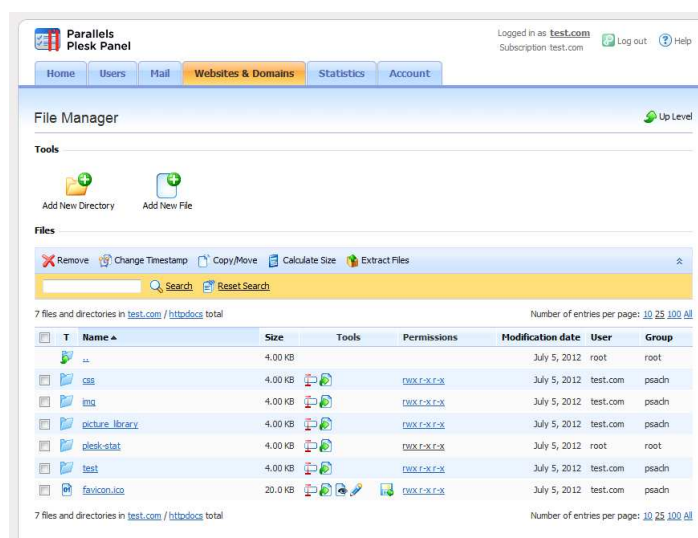 Parallels
Plesk Panel
Logged in as test.com
Subscription test.com
Log out
Help
Home Users Mail Websites & Domains Statistics Account
File Manager
Up Level
Tools
Add New Directory Add New File
Files
Remove Change Timestamp Copy/Move Calculate Size Extract Files
Search Reset Search
7 files and directories in test.com / httpdocs total Number of entries per page: 10 25 100 All
T Name Size Tools Permissions Modification date User Group
.. 4.00 KB July 5, 2012 root root
css 4.00 KB rwx r-x r-x July 5, 2012 test.com psacln
img 4.00 KB rwx r-x r-x July 5, 2012 test.com psacln
picture_library 4.00 KB rwx r-x r-x July 5, 2012 test.com psacln
plesk-stat 4.00 KB rwx r-x r-x July 5, 2012 root root
test 4.00 KB rwx r-x r-x July 5, 2012 test.com psacln
favicon.ico 20.0 KB rwx r-x r-x July 5, 2012 test.com psacln
7 files and directories in test.com / httpdocs total Number of entries per page: 10 25 100 All